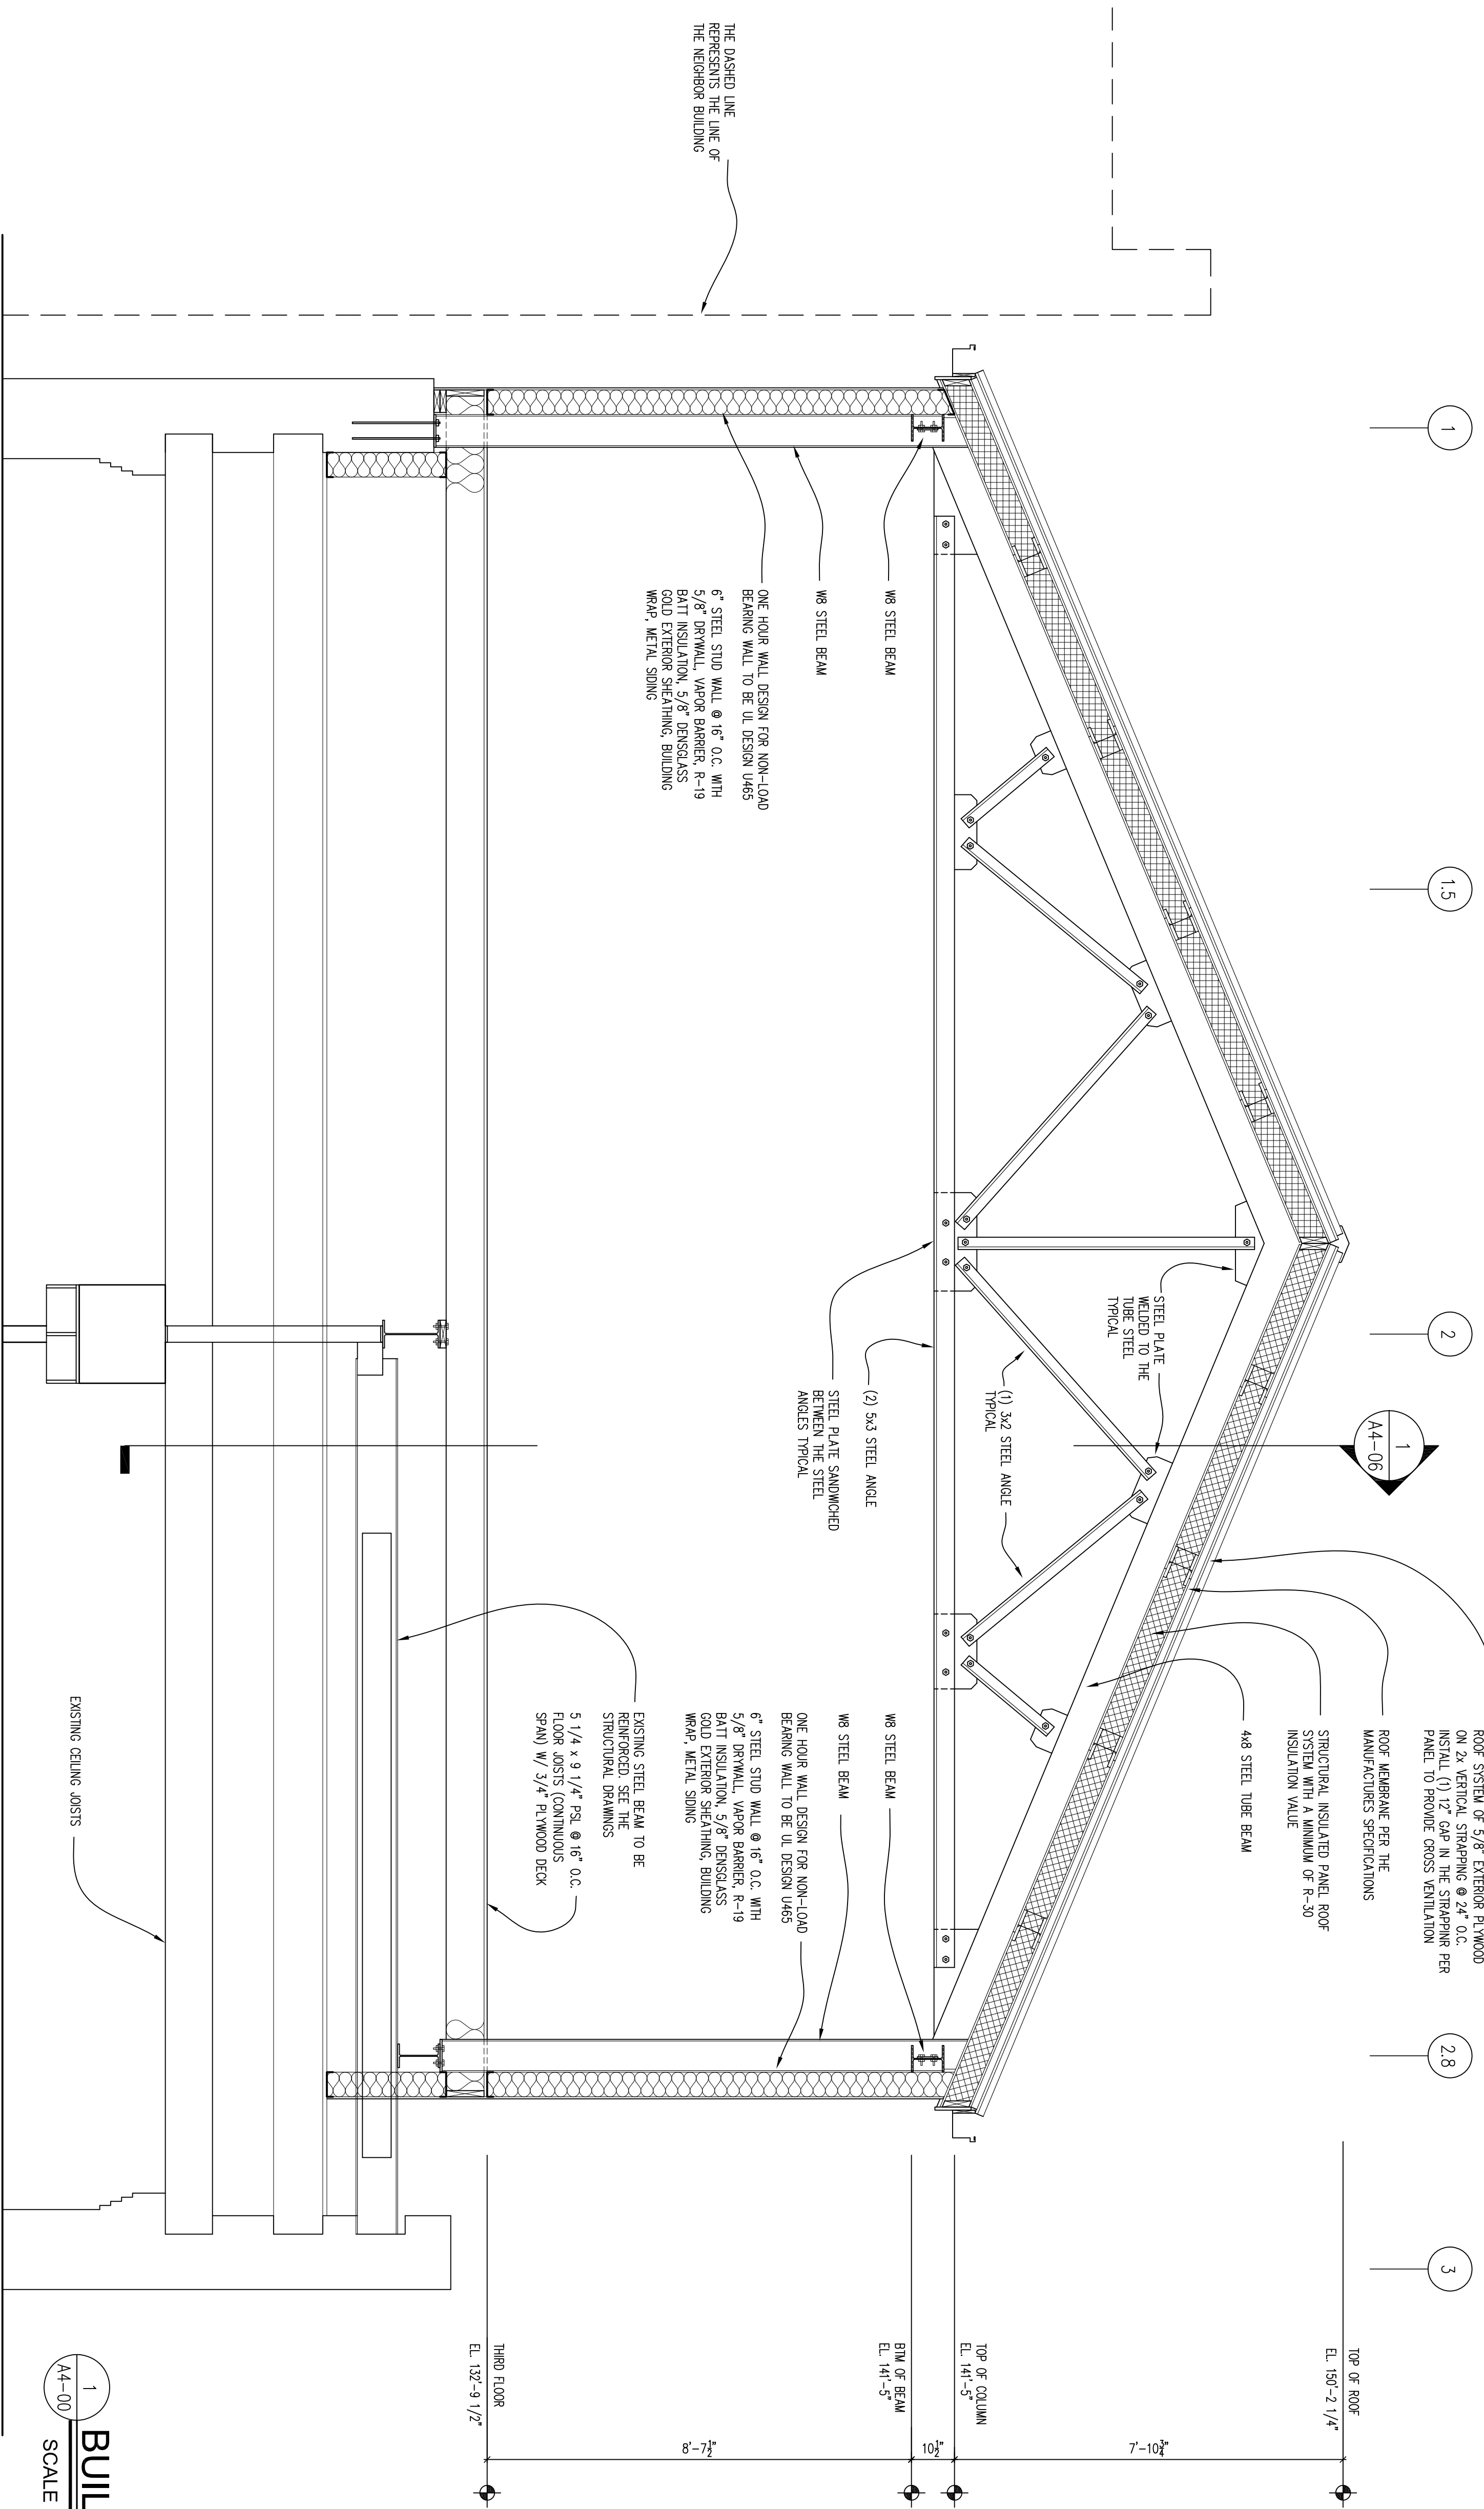 THE DASHED LINE
REPRESENTS THE LINE OF
THE NEIGHBOR BUILDING
1
1.5
2
2.8
3
1
A4-06
ROOF SYSTEM OF 5/8" EXTERIOR PLYWOOD
ON 2x VERTICAL STRAPPING @ 24" O.C.
INSTALL (1) 12" GAP IN THE STRAPPINR PER
PANEL TO PROVIDE CROSS VENTILATION
ROOF MEMBRANE PER THE
MANUFACTURES SPECIFICATIONS
STRUCTURAL INSULATED PANEL ROOF
SYSTEM WITH A MINIMUM OF R-30
INSULATION VALUE
4x8 STEEL TUBE BEAM
STEEL PLATE
WELDED TO THE
TUBE STEEL
TYPICAL
(1) 3x2 STEEL ANGLE
TYPICAL
(2) 5x3 STEEL ANGLE
STEEL PLATE SANDWICHED
BETWEEN THE STEEL
ANGLES TYPICAL
W8 STEEL BEAM
W8 STEEL BEAM
ONE HOUR WALL DESIGN FOR NON-LOAD
BEARING WALL TO BE UL DESIGN U465
6" STEEL STUD WALL @ 16" O.C. WITH
5/8" DRYWALL, VAPOR BARRIER, R-19
BATT INSULATION, 5/8" DENSGLASS
GOLD EXTERIOR SHEATHING, BUILDING
WRAP, METAL SIDING
W8 STEEL BEAM
W8 STEEL BEAM
ONE HOUR WALL DESIGN FOR NON-LOAD
BEARING WALL TO BE UL DESIGN U465
6" STEEL STUD WALL @ 16" O.C. WITH
5/8" DRYWALL, VAPOR BARRIER, R-19
BATT INSULATION, 5/8" DENSGLASS
GOLD EXTERIOR SHEATHING, BUILDING
WRAP, METAL SIDING
EXISTING STEEL BEAM TO BE
REINFORCED. SEE THE
STRUCTURAL DRAWINGS
5 1/4 x 9 1/4" PSL @ 16" O.C.
FLOOR JOISTS (CONTINUOUS
SPAN) W/ 3/4" PLYWOOD DECK
EXISTING CEILING JOISTS
TOP OF ROOF
EL. 150'-2 1/4"
7'-10¾"
TOP OF COLUMN
EL. 141'-5"
10½"
BTM OF BEAM
EL. 141'-5"
8'-7½"
THIRD FLOOR
EL. 132'-9 1/2"
1
A4-00
BUIL
SCALE